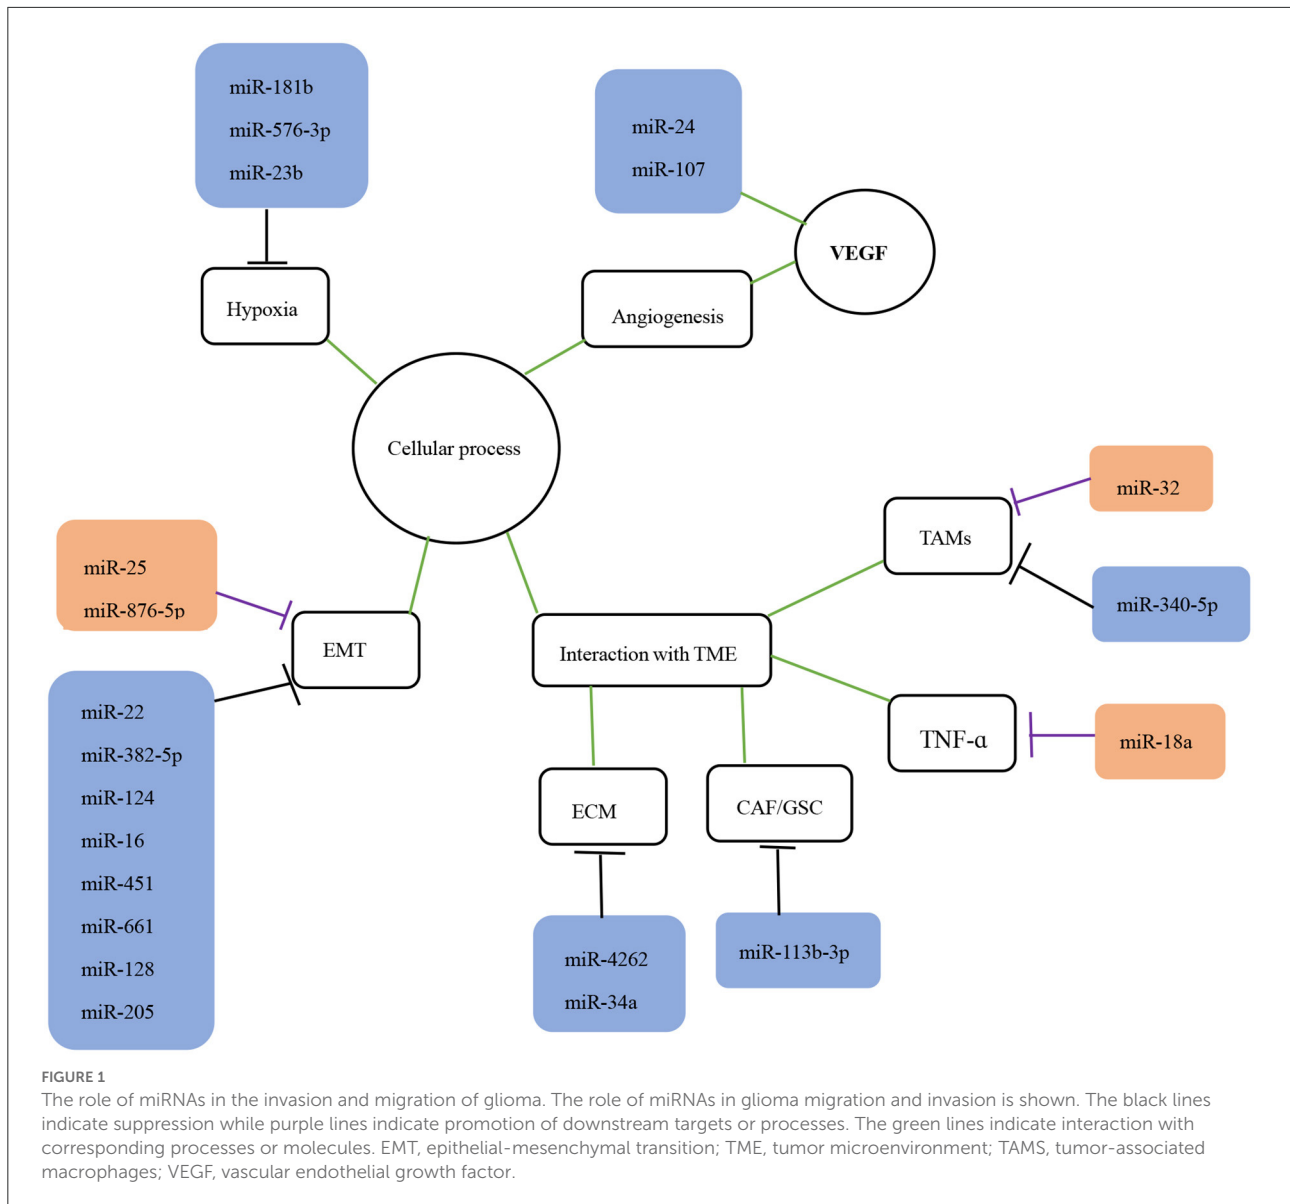 miR-181b
miR-576-3p
miR-23b
miR-24
miR-107
VEGF
Hypoxia
Angiogenesis
Cellular process
miR-32
TAMs
miR-340-5p
miR-25
miR-876-5p
EMT
Interaction with TME
miR-22
miR-382-5p
miR-124
miR-16
miR-451
miR-661
miR-128
miR-205
TNF-α
miR-18a
ECM
CAF/GSC
miR-4262
miR-34a
miR-113b-3p
FIGURE 1
The role of miRNAs in the invasion and migration of glioma. The role of miRNAs in glioma migration and invasion is shown. The black lines
indicate suppression while purple lines indicate promotion of downstream targets or processes. The green lines indicate interaction with
corresponding processes or molecules. EMT, epithelial-mesenchymal transition; TME, tumor microenvironment; TAMS, tumor-associated
macrophages; VEGF, vascular endothelial growth factor.